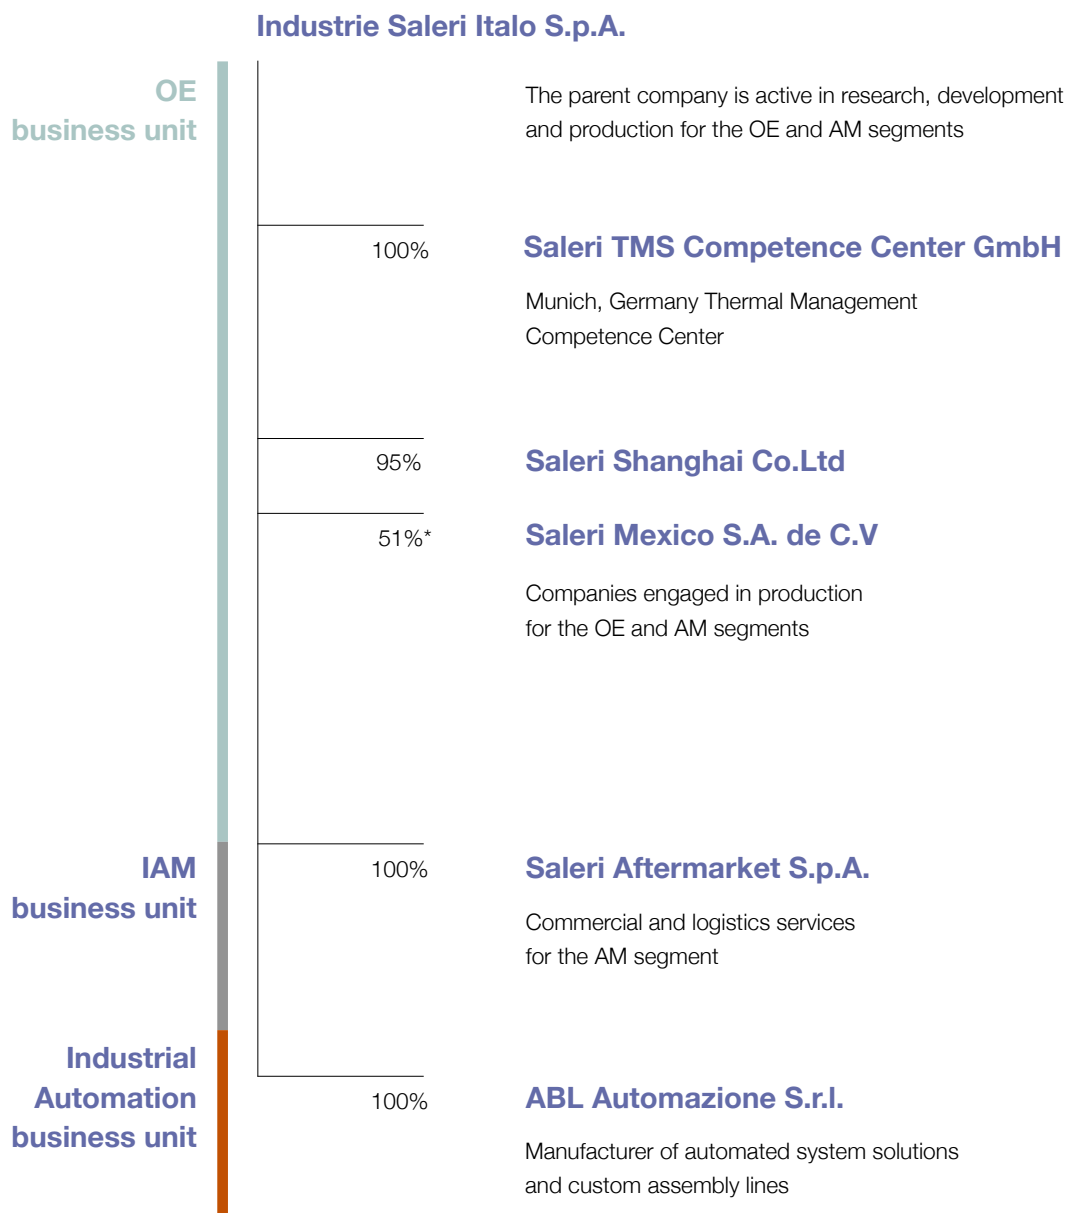 Industrie Saleri Italo S.p.A.
OE
business unit
The parent company is active in research, development
and production for the OE and AM segments
100%
Saleri TMS Competence Center GmbH
Munich, Germany Thermal Management
Competence Center
95%
Saleri Shanghai Co.Ltd
51%*
Saleri Mexico S.A. de C.V
Companies engaged in production
for the OE and AM segments
IAM
business unit
100%
Saleri Aftermarket S.p.A.
Commercial and logistics services
for the AM segment
Industrial
Automation
business unit
100%
ABL Automazione S.r.l.
Manufacturer of automated system solutions
and custom assembly lines